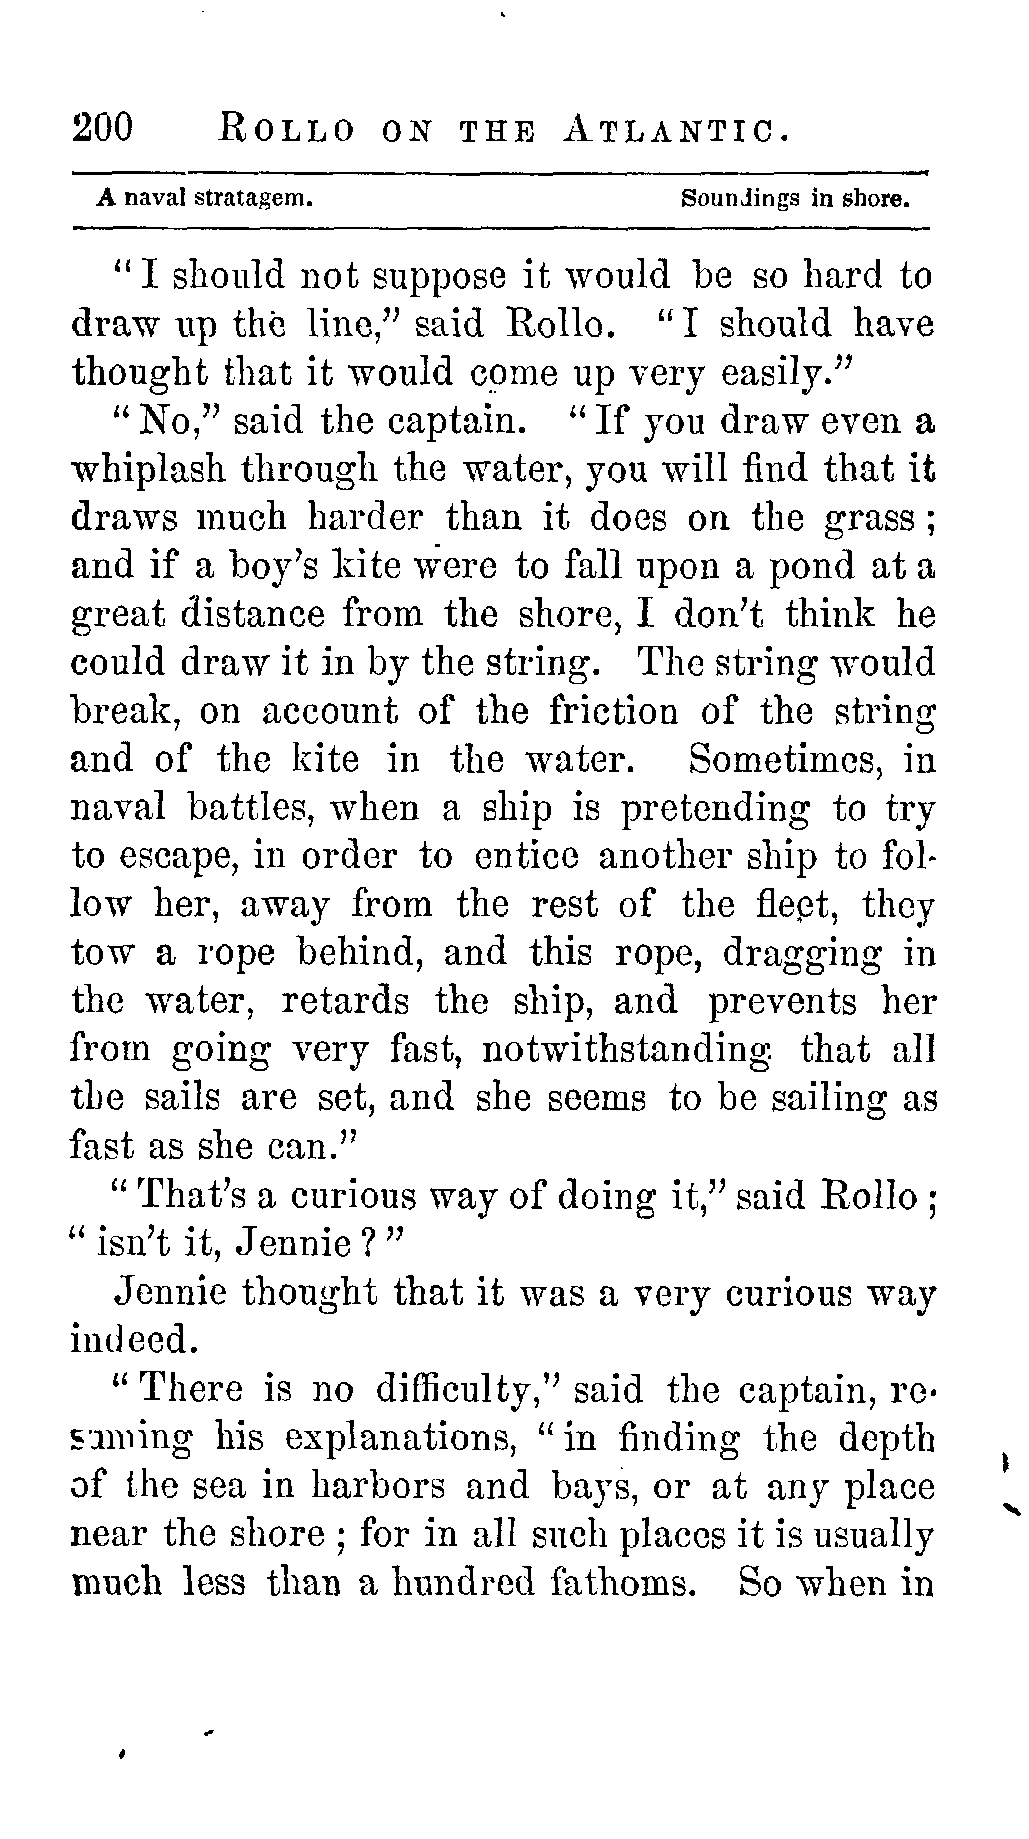 200 ROLLO ON THE ATLANTIC.
A naval stratagem. Soundings in shore.
“ I should not suppose it would be so hard to
draw up the line,” said Rollo. “ I should have
thought that it would come up very easily.”
“ No,” said the captain. “ If you draw even a
whiplash through the water, you will find that it
draws much harder than it does on the grass ;
and if a boy’s kite were to fall upon a pond at a
great distance from the shore, I don’t think he
could draw it in by the string. The string would
break, on account of the friction of the string
and of the kite in the water. Sometimes, in
naval battles, when a ship is pretending to try
to escape, in order to entice another ship to fol-
low her, away from the rest of the fleet, they
tow a rope behind, and this rope, dragging in
the water, retards the ship, and prevents her
from going very fast, notwithstanding that all
the sails are set, and she seems to be sailing as
fast as she can.”
“ That’s a curious way of doing it,” said Rollo ;
“ isn’t it, Jennie ? ”
Jennie thought that it was a very curious way
indeed.
“ There is no difficulty,” said the captain, re-
suming his explanations, “ in finding the depth
of the sea in harbors and bays, or at any place
near the shore ; for in all such places it is usually
much less than a hundred fathoms. So when in